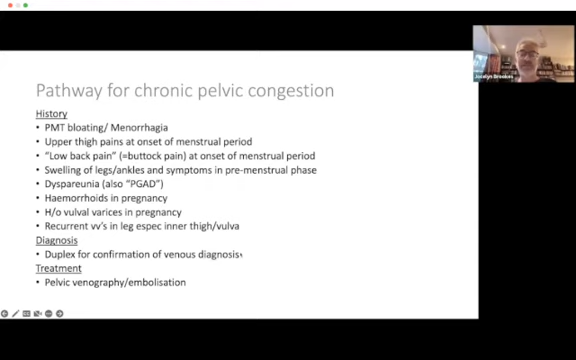 Pathway for chronic pelvic congestion
History
• PMT bloating/ Menorrhagia
• Upper thigh pains at onset of menstrual period
• "Low back pain" (=buttock pain) at onset of menstrual period
• Swelling of legs/ankles and symptoms in pre-menstrual phase
• Dyspareunia (also "PGAD")
• Haemorrhoids in pregnancy
• H/o vulval varices in pregnancy
• Recurrent vv's in leg espec inner thigh/vulva
Diagnosis
• Duplex for confirmation of venous diagnosis
Treatment
• Pelvic venography/embolisation
Jocelyn Brookes